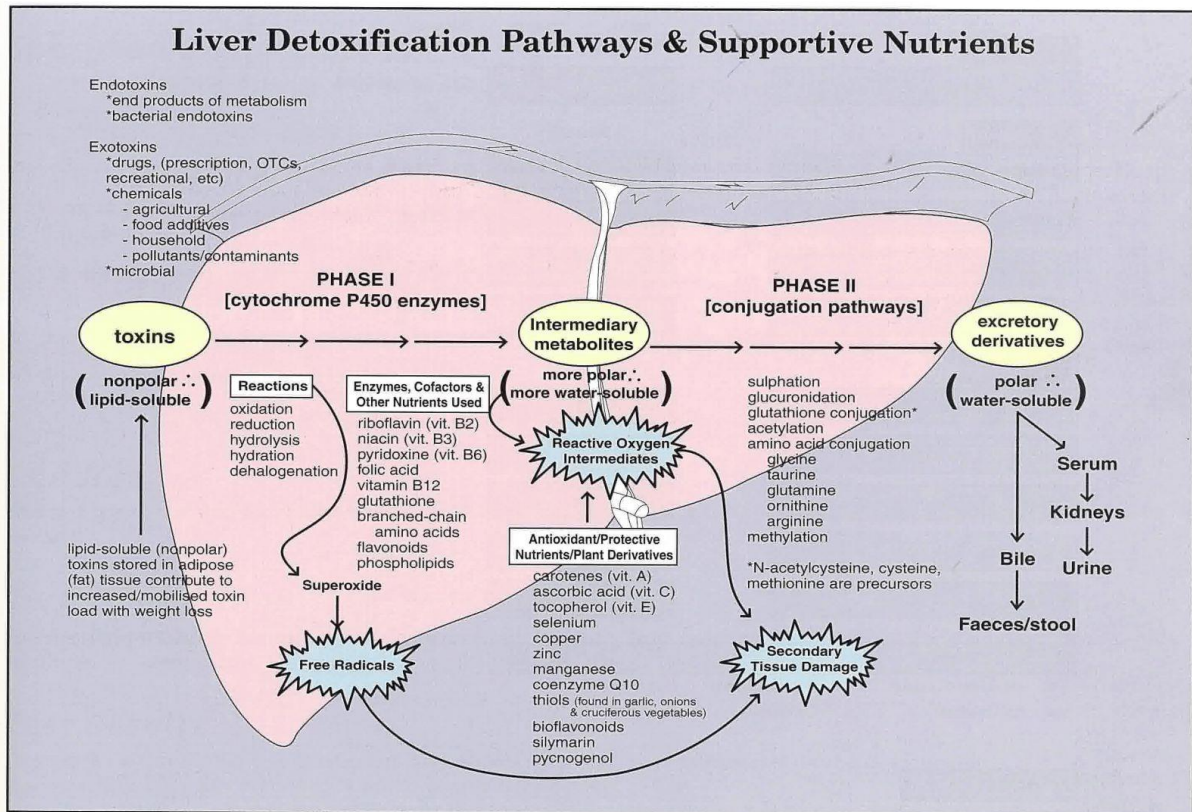 Liver Detoxification Pathways & Supportive Nutrients
Endotoxins
*end products of metabolism
*bacterial endotoxins
Exotoxins
*drugs, (prescription, OTCs,
recreational, etc)
*chemicals
- agricultural
- food additives
- household
- pollutants/contaminants
*microbial
PHASE I
[cytochrome P450 enzymes]
PHASE II
[conjugation pathways]
toxins
Intermediary
metabolites
excretory
derivatives
(nonpolar ∴
lipid-soluble)
(more polar ∴
more water-soluble)
(polar ∴
water-soluble)
lipid-soluble (nonpolar)
toxins stored in adipose
(fat) tissue contribute to
increased/mobilised toxin
load with weight loss
Reactions
oxidation
reduction
hydrolysis
hydration
dehalogenation
Superoxide
Free Radicals
Enzymes, Cofactors &
Other Nutrients Used
riboflavin (vit. B2)
niacin (vit. B3)
pyridoxine (vit. B6)
folic acid
vitamin B12
glutathione
branched-chain
amino acids
flavonoids
phospholipids
Reactive Oxygen
Intermediates
Antioxidant/Protective
Nutrients/Plant Derivatives
carotenes (vit. A)
ascorbic acid (vit. C)
tocopherol (vit. E)
selenium
copper
zinc
manganese
coenzyme Q10
thiols (found in garlic, onions
& cruciferous vegetables)
bioflavonoids
silymarin
pycnogenol
sulphation
glucuronidation
glutathione conjugation*
acetylation
amino acid conjugation
glycine
taurine
glutamine
ornithine
arginine
methylation
*N-acetylcysteine, cysteine,
methionine are precursors
Secondary
Tissue Damage
Serum
Kidneys
Urine
Bile
Faeces/stool